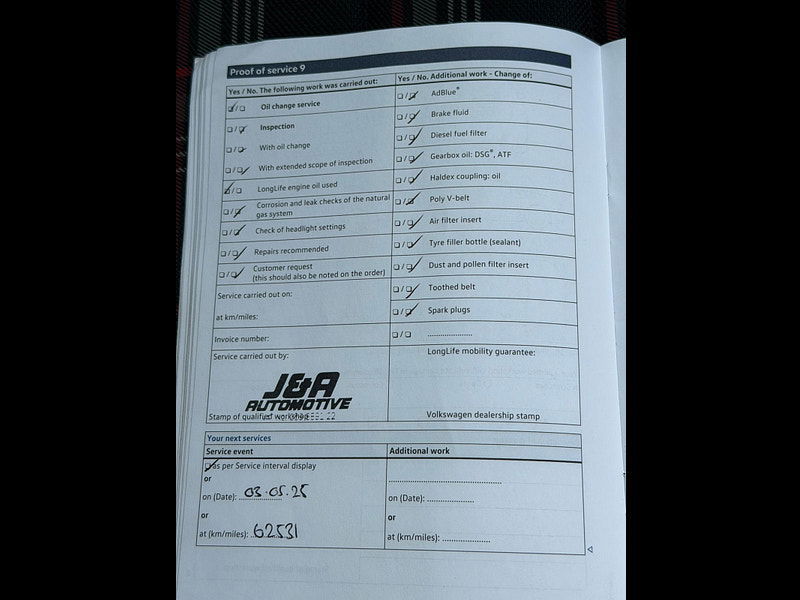 Proof of service 9
Yes / No. The following work was carried out:
Oil change service
Inspection
With oil change
With extended scope of inspection
LongLife engine oil used
Corrosion and leak checks of the natural
gas system
Check of headlight settings
Repairs recommended
Customer request
(this should also be noted on the order)
Service carried out on:
at km/miles:
Invoice number:
Service carried out by:
J&A
AUTOMOTIVE
Stamp of qualified workshop
Yes / No. Additional work - Change of:
AdBlue®
Brake fluid
Diesel fuel filter
Gearbox oil: DSG®, ATF
Haldex coupling: oil
Poly V-belt
Air filter insert
Tyre filler bottle (sealant)
Dust and pollen filter insert
Toothed belt
Spark plugs
LongLife mobility guarantee:
Volkswagen dealership stamp
Your next services
Service event
as per Service interval display
or
on (Date): 03.05.25
or
at (km/miles): 62531
Additional work
on (Date):
or
at (km/miles):